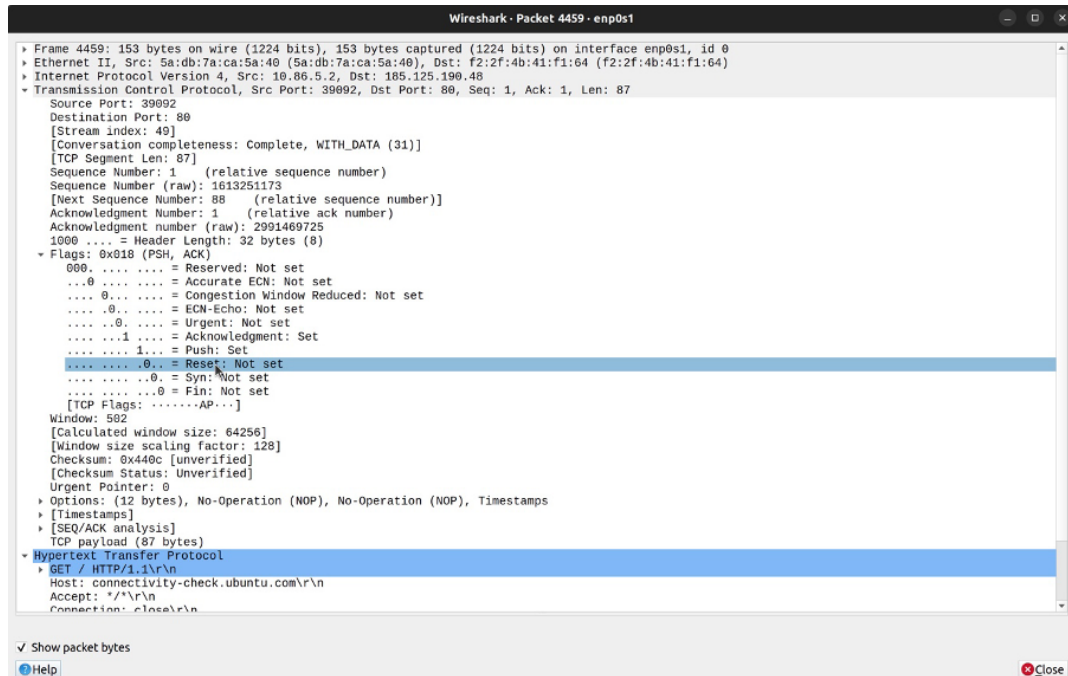 Wireshark · Packet 4459 · enp0s1
Frame 4459: 153 bytes on wire (1224 bits), 153 bytes captured (1224 bits) on interface enp0s1, id 0
Ethernet II, Src: 5a:db:7a:ca:5a:40 (5a:db:7a:ca:5a:40), Dst: f2:2f:4b:41:f1:64 (f2:2f:4b:41:f1:64)
Internet Protocol Version 4, Src: 10.86.5.2, Dst: 185.125.190.48
Transmission Control Protocol, Src Port: 39092, Dst Port: 80, Seq: 1, Ack: 1, Len: 87
Source Port: 39092
Destination Port: 80
[Stream index: 49]
[Conversation completeness: Complete, WITH_DATA (31)]
[TCP Segment Len: 87]
Sequence Number: 1    (relative sequence number)
Sequence Number (raw): 1613251173
[Next Sequence Number: 88    (relative sequence number)]
Acknowledgment Number: 1    (relative ack number)
Acknowledgment number (raw): 2991469725
1000 .... = Header Length: 32 bytes (8)
Flags: 0x018 (PSH, ACK)
000. .... .... = Reserved: Not set
...0 .... .... = Accurate ECN: Not set
.... 0... .... = Congestion Window Reduced: Not set
.... .0.. .... = ECN-Echo: Not set
.... ..0. .... = Urgent: Not set
.... ...1 .... = Acknowledgment: Set
.... .... 1... = Push: Set
.... .... .0.. = Reset: Not set
.... .... ..0. = Syn: Not set
.... .... ...0 = Fin: Not set
[TCP Flags: ·······AP···]
Window: 502
[Calculated window size: 64256]
[Window size scaling factor: 128]
Checksum: 0x440c [unverified]
[Checksum Status: Unverified]
Urgent Pointer: 0
Options: (12 bytes), No-Operation (NOP), No-Operation (NOP), Timestamps
[Timestamps]
[SEQ/ACK analysis]
TCP payload (87 bytes)
Hypertext Transfer Protocol
GET / HTTP/1.1\r\n
Host: connectivity-check.ubuntu.com\r\n
Accept: */*\r\n
Connection: close\r\n
Show packet bytes
Help
Close